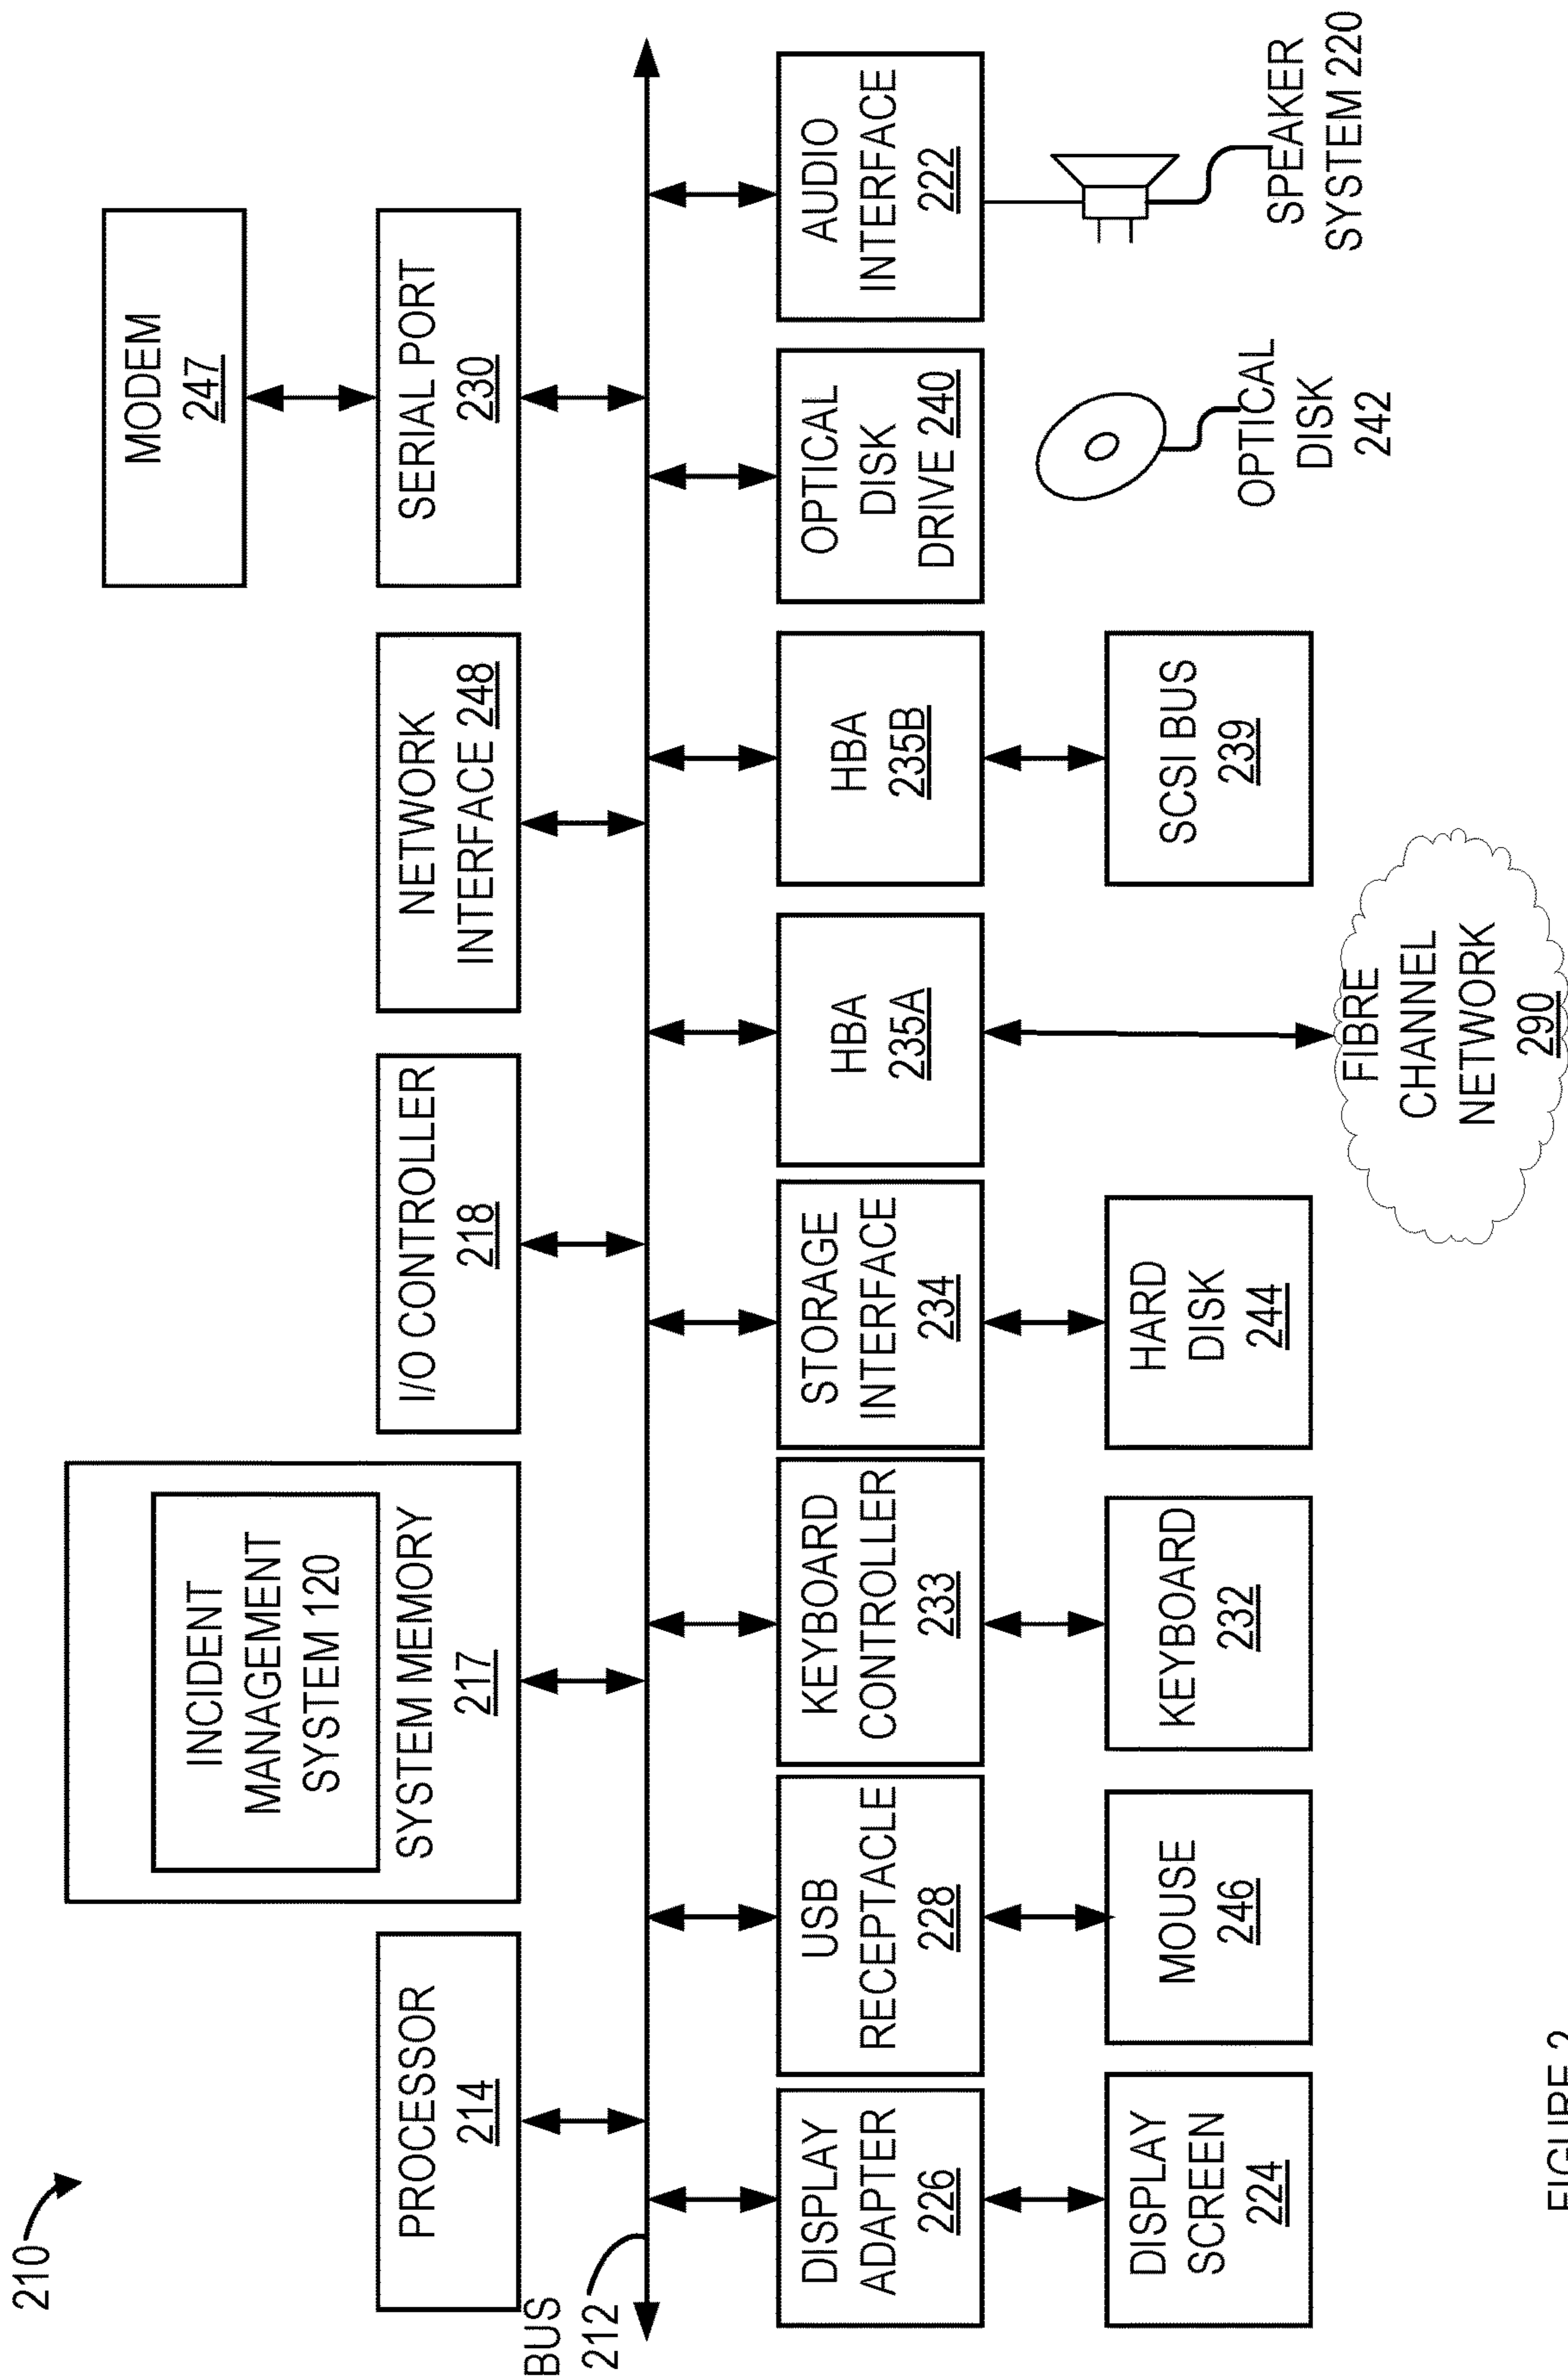 210
PROCESSOR
214
INCIDENT
MANAGEMENT
SYSTEM 120
SYSTEM MEMORY
217
I/O CONTROLLER
218
NETWORK
INTERFACE 248
MODEM
247
SERIAL PORT
230
BUS
212
DISPLAY
ADAPTER
226
USB
RECEPTACLE
228
KEYBOARD
CONTROLLER
233
STORAGE
INTERFACE
234
HBA
235A
HBA
235B
OPTICAL
DISK
DRIVE 240
AUDIO
INTERFACE
222
DISPLAY
SCREEN
224
MOUSE
246
KEYBOARD
232
HARD
DISK
244
FIBRE
CHANNEL
NETWORK
290
SCSI BUS
239
OPTICAL
DISK
242
SPEAKER
SYSTEM 220
FIGURE 2